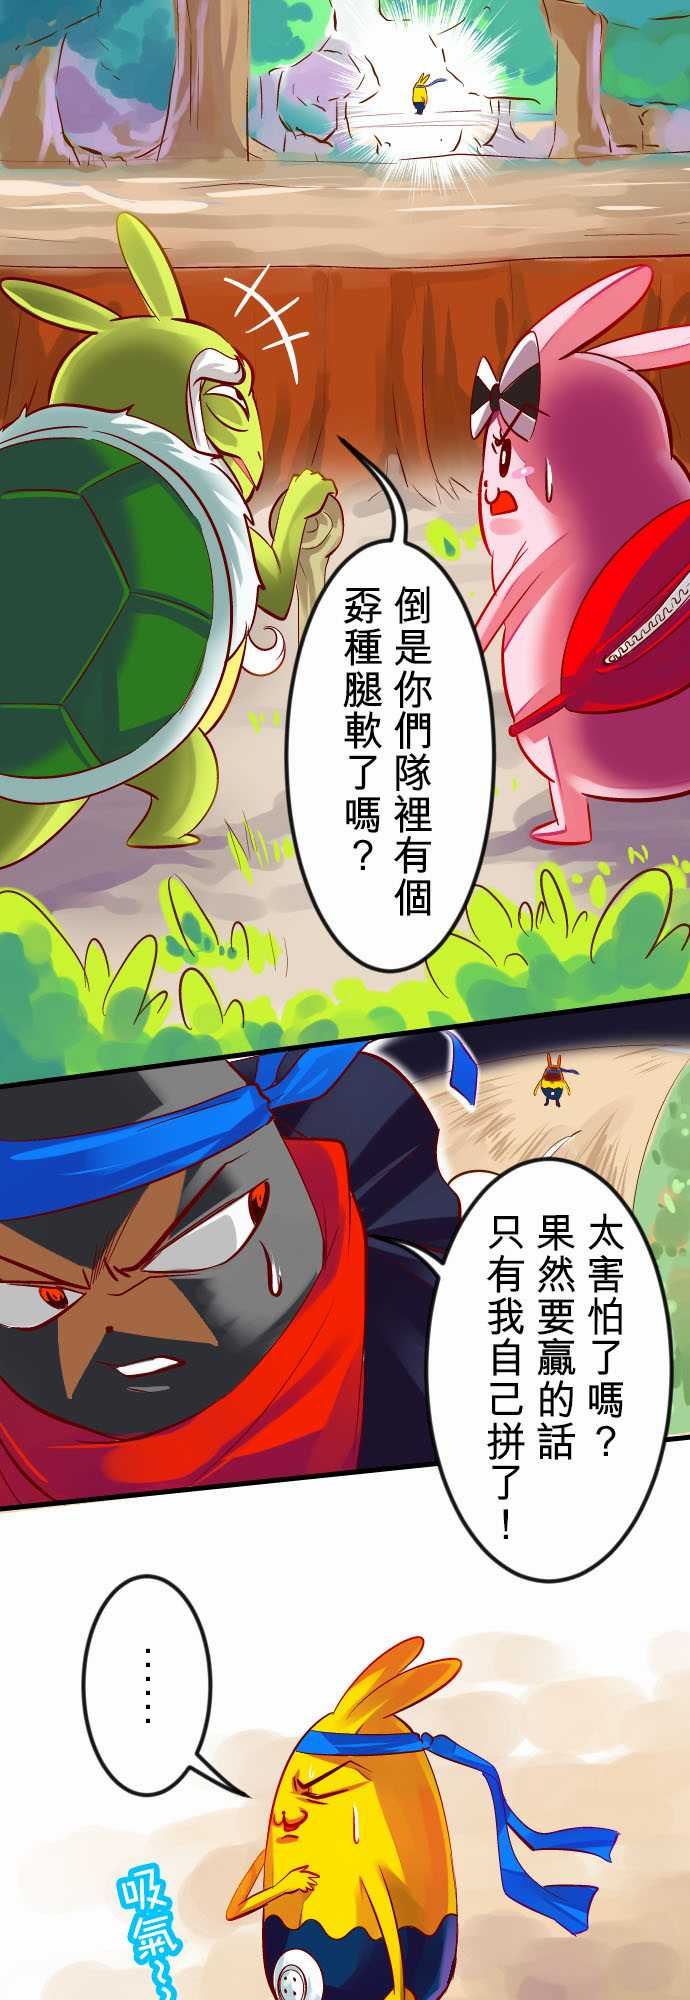 倒是你們隊裡有個
孬種腿軟了嗎？
太害怕了嗎？
果然要贏的話
只有我自己拼了！
……
吸氣～